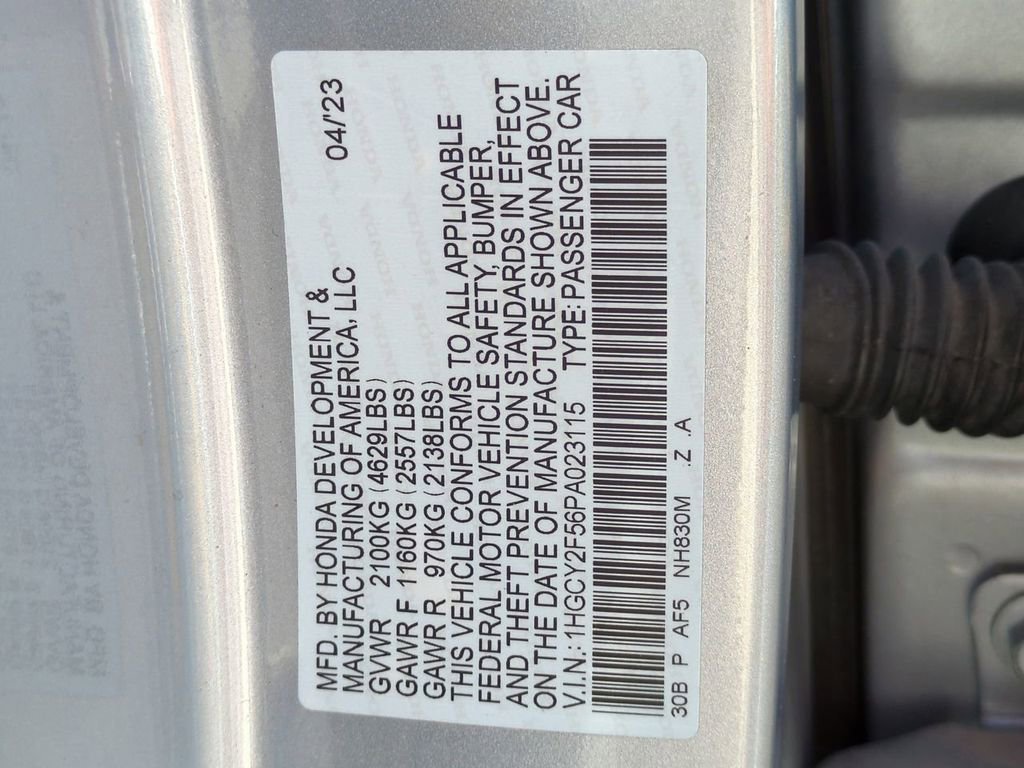 MFD. BY HONDA DEVELOPMENT & 04/'23
MANUFACTURING OF AMERICA, LLC
GVWR 2100KG (4629LBS)
GAWR F 1160KG (2557LBS)
GAWR R 970KG (2138LBS)
THIS VEHICLE CONFORMS TO ALL APPLICABLE
FEDERAL MOTOR VEHICLE SAFETY, BUMPER,
AND THEFT PREVENTION STANDARDS IN EFFECT
ON THE DATE OF MANUFACTURE SHOWN ABOVE.
V.I.N.: 1HGCY2F56PA023115 TYPE: PASSENGER CAR
30B P AF5 NH830M .Z .A